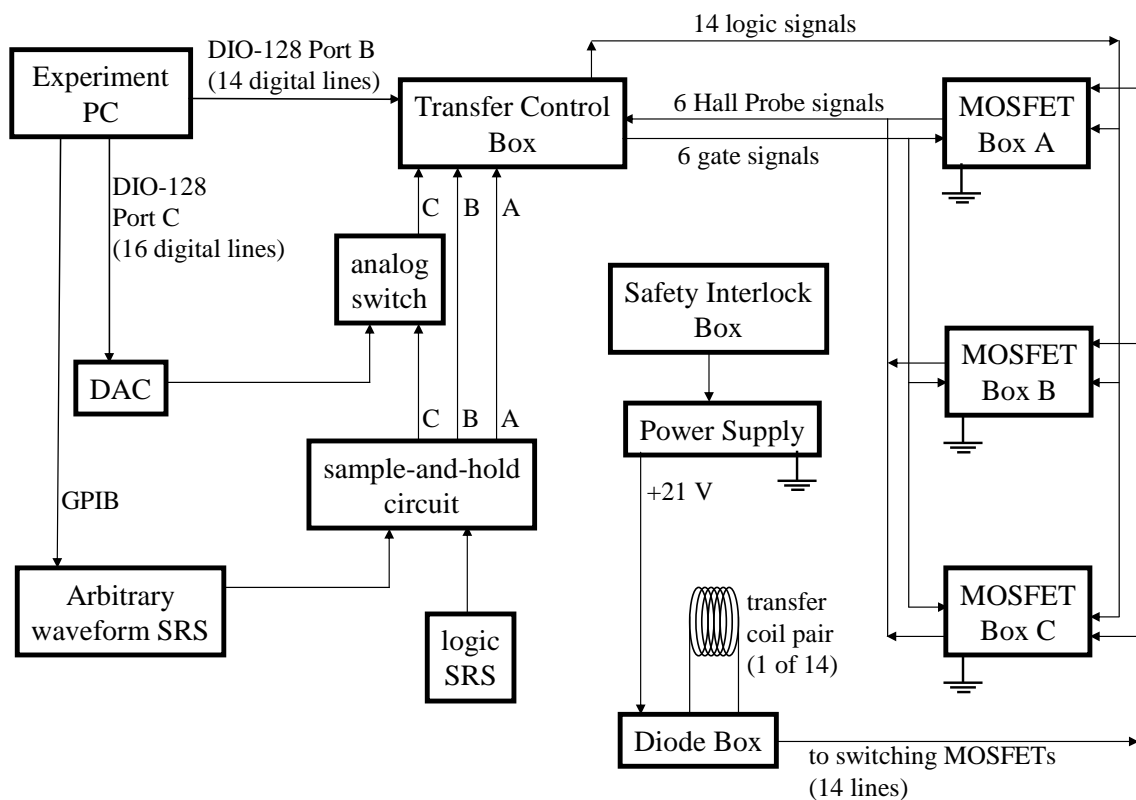 14 logic signals
DIO-128 Port B
(14 digital lines)
Experiment
PC
Transfer Control
Box
6 Hall Probe signals
6 gate signals
MOSFET
Box A
DIO-128
Port C
(16 digital lines)
C
B
A
analog
switch
Safety Interlock
Box
DAC
MOSFET
Box B
C
B
A
Power Supply
sample-and-hold
circuit
GPIB
+21 V
Arbitrary
waveform SRS
logic
SRS
transfer
coil pair
(1 of 14)
MOSFET
Box C
Diode Box
to switching MOSFETs
(14 lines)